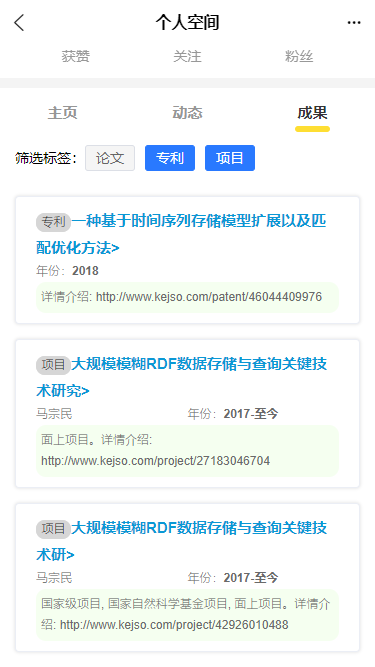 个人空间
获赞 关注 粉丝
主页 动态 成果
筛选标签: 论文 专利 项目
专利 一种基于时间序列存储模型扩展以及匹
配优化方法>
年份: 2018
详情介绍: http://www.kejso.com/patent/46044409976
项目 大规模模糊RDF数据存储与查询关键技
术研究>
马宗民 年份: 2017-至今
面上项目。详情介绍:
http://www.kejso.com/project/27183046704
项目 大规模模糊RDF数据存储与查询关键技
术研>
马宗民 年份: 2017-至今
国家级项目, 国家自然科学基金项目, 面上项目。详情介
绍: http://www.kejso.com/project/42926010488